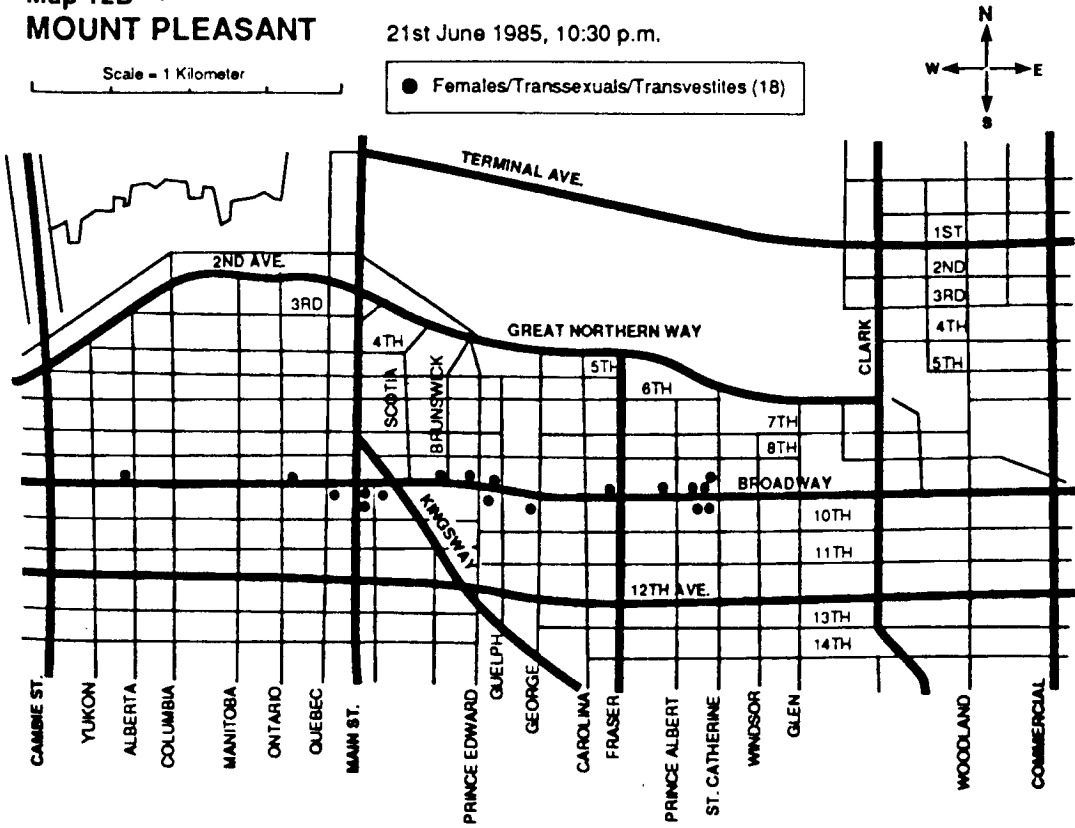 Map 12B
MOUNT PLEASANT
21st June 1985, 10:30 p.m.
Scale = 1 Kilometer
Females/Transsexuals/Transvestites (18)
N
W E
S
TERMINAL AVE.
1ST
2ND AVE.
2ND
3RD
3RD
GREAT NORTHERN WAY
4TH
4TH
CLARK
5TH
5TH
6TH
SCOTIA
BRUNSWICK
7TH
8TH
BROADWAY
KINGSWAY
10TH
11TH
12TH AVE.
13TH
14TH
CAMBIE ST.
YUKON
ALBERTA
COLUMBIA
MANITOBA
ONTARIO
QUEBEC
MAIN ST.
PRINCE EDWARD
GUELPH
GEORGE
CAROLINA
FRASER
PRINCE ALBERT
ST. CATHERINE
WINDSOR
GLEN
WOODLAND
COMMERCIAL